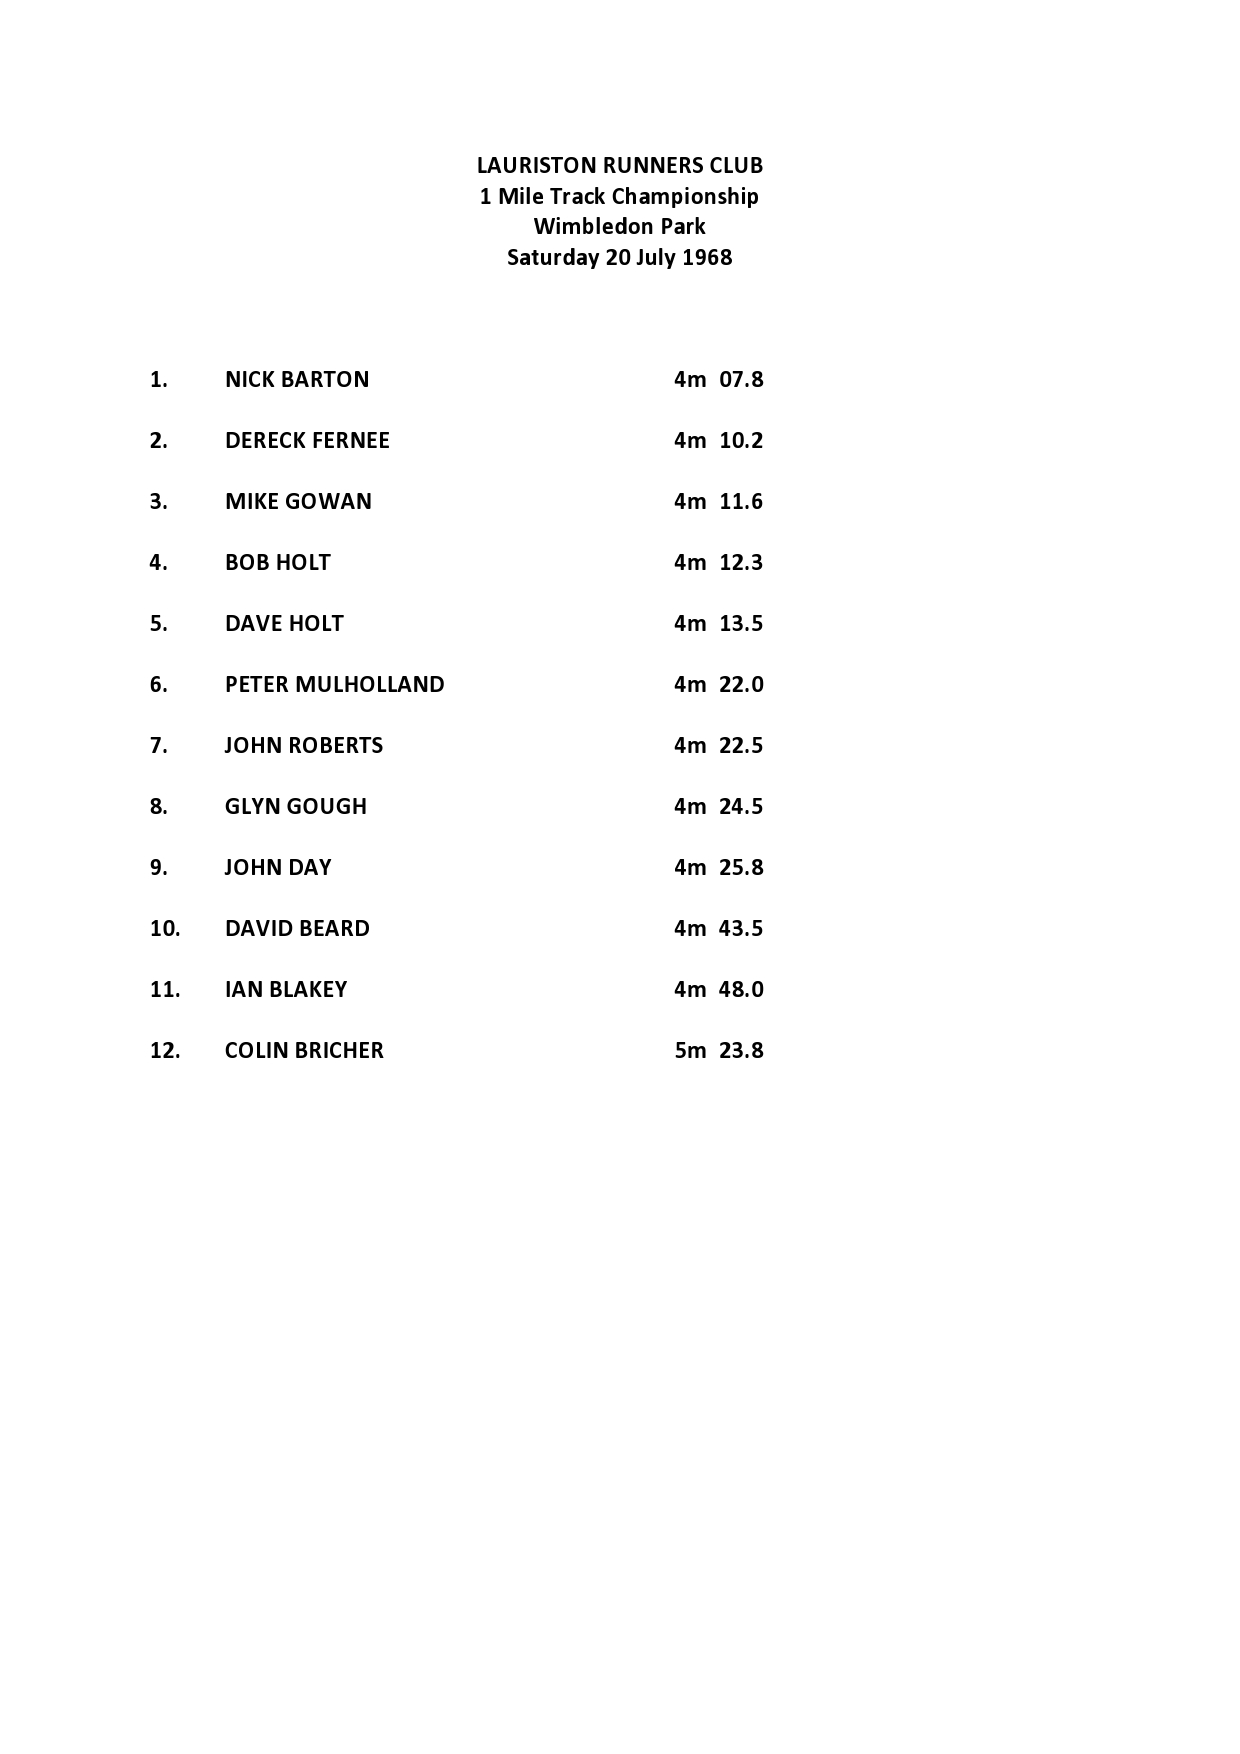 LAURISTON RUNNERS CLUB
1 Mile Track Championship
Wimbledon Park
Saturday 20 July 1968
1. NICK BARTON 4m 07.8
2. DERECK FERNEE 4m 10.2
3. MIKE GOWAN 4m 11.6
4. BOB HOLT 4m 12.3
5. DAVE HOLT 4m 13.5
6. PETER MULHOLLAND 4m 22.0
7. JOHN ROBERTS 4m 22.5
8. GLYN GOUGH 4m 24.5
9. JOHN DAY 4m 25.8
10. DAVID BEARD 4m 43.5
11. IAN BLAKEY 4m 48.0
12. COLIN BRICHER 5m 23.8